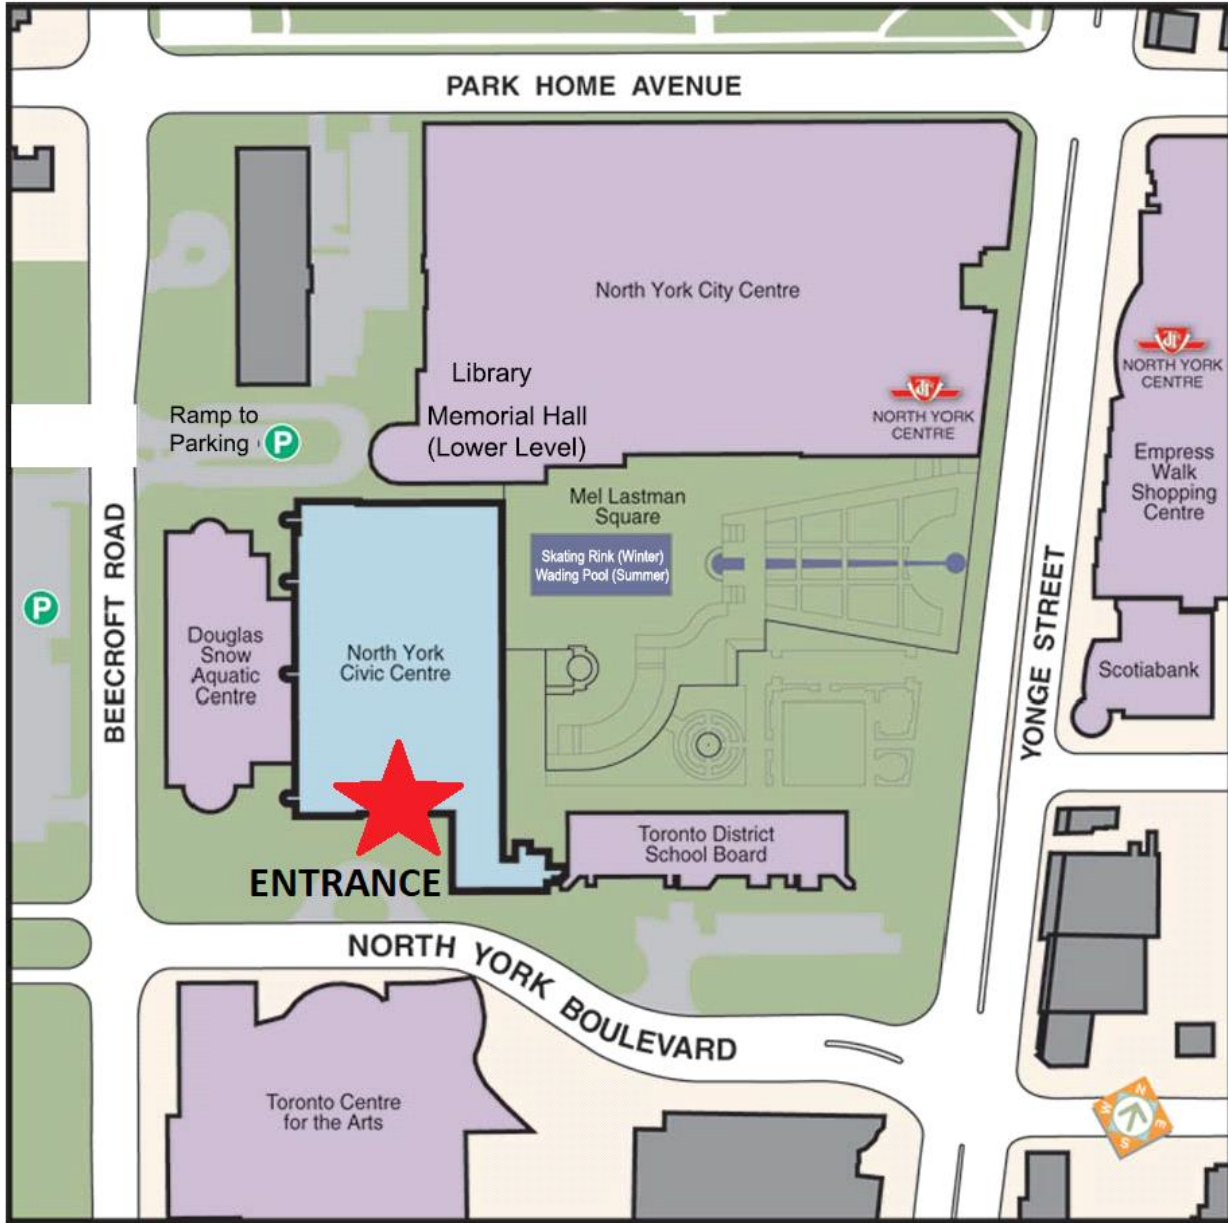 PARK HOME AVENUE
North York City Centre
Library
Memorial Hall
(Lower Level)
NORTH YORK
CENTRE
NORTH YORK
CENTRE
Ramp to
Parking
P
Empress
Walk
Shopping
Centre
Mel Lastman
Square
Skating Rink (Winter)
Wading Pool (Summer)
BEECROFT ROAD
P
Douglas
Snow
Aquatic
Centre
North York
Civic Centre
YONGE STREET
Scotiabank
Toronto District
School Board
ENTRANCE
NORTH YORK BOULEVARD
Toronto Centre
for the Arts
N
W
E
S